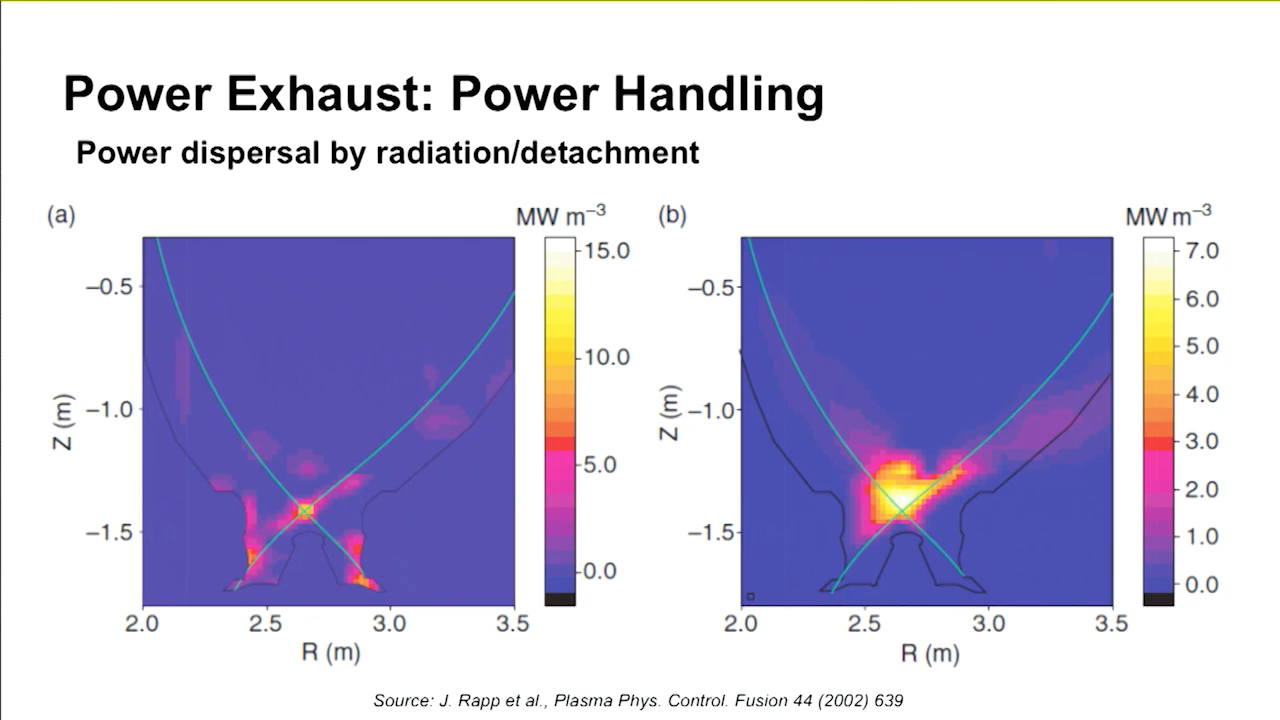 Power Exhaust: Power Handling
Power dispersal by radiation/detachment
(a)
MW m⁻³
15.0
10.0
5.0
0.0
−0.5
−1.0
−1.5
Z (m)
2.0 2.5 3.0 3.5
R (m)
(b)
MW m⁻³
7.0
6.0
5.0
4.0
3.0
2.0
1.0
0.0
−0.5
−1.0
−1.5
Z (m)
2.0 2.5 3.0 3.5
R (m)
Source: J. Rapp et al., Plasma Phys. Control. Fusion 44 (2002) 639